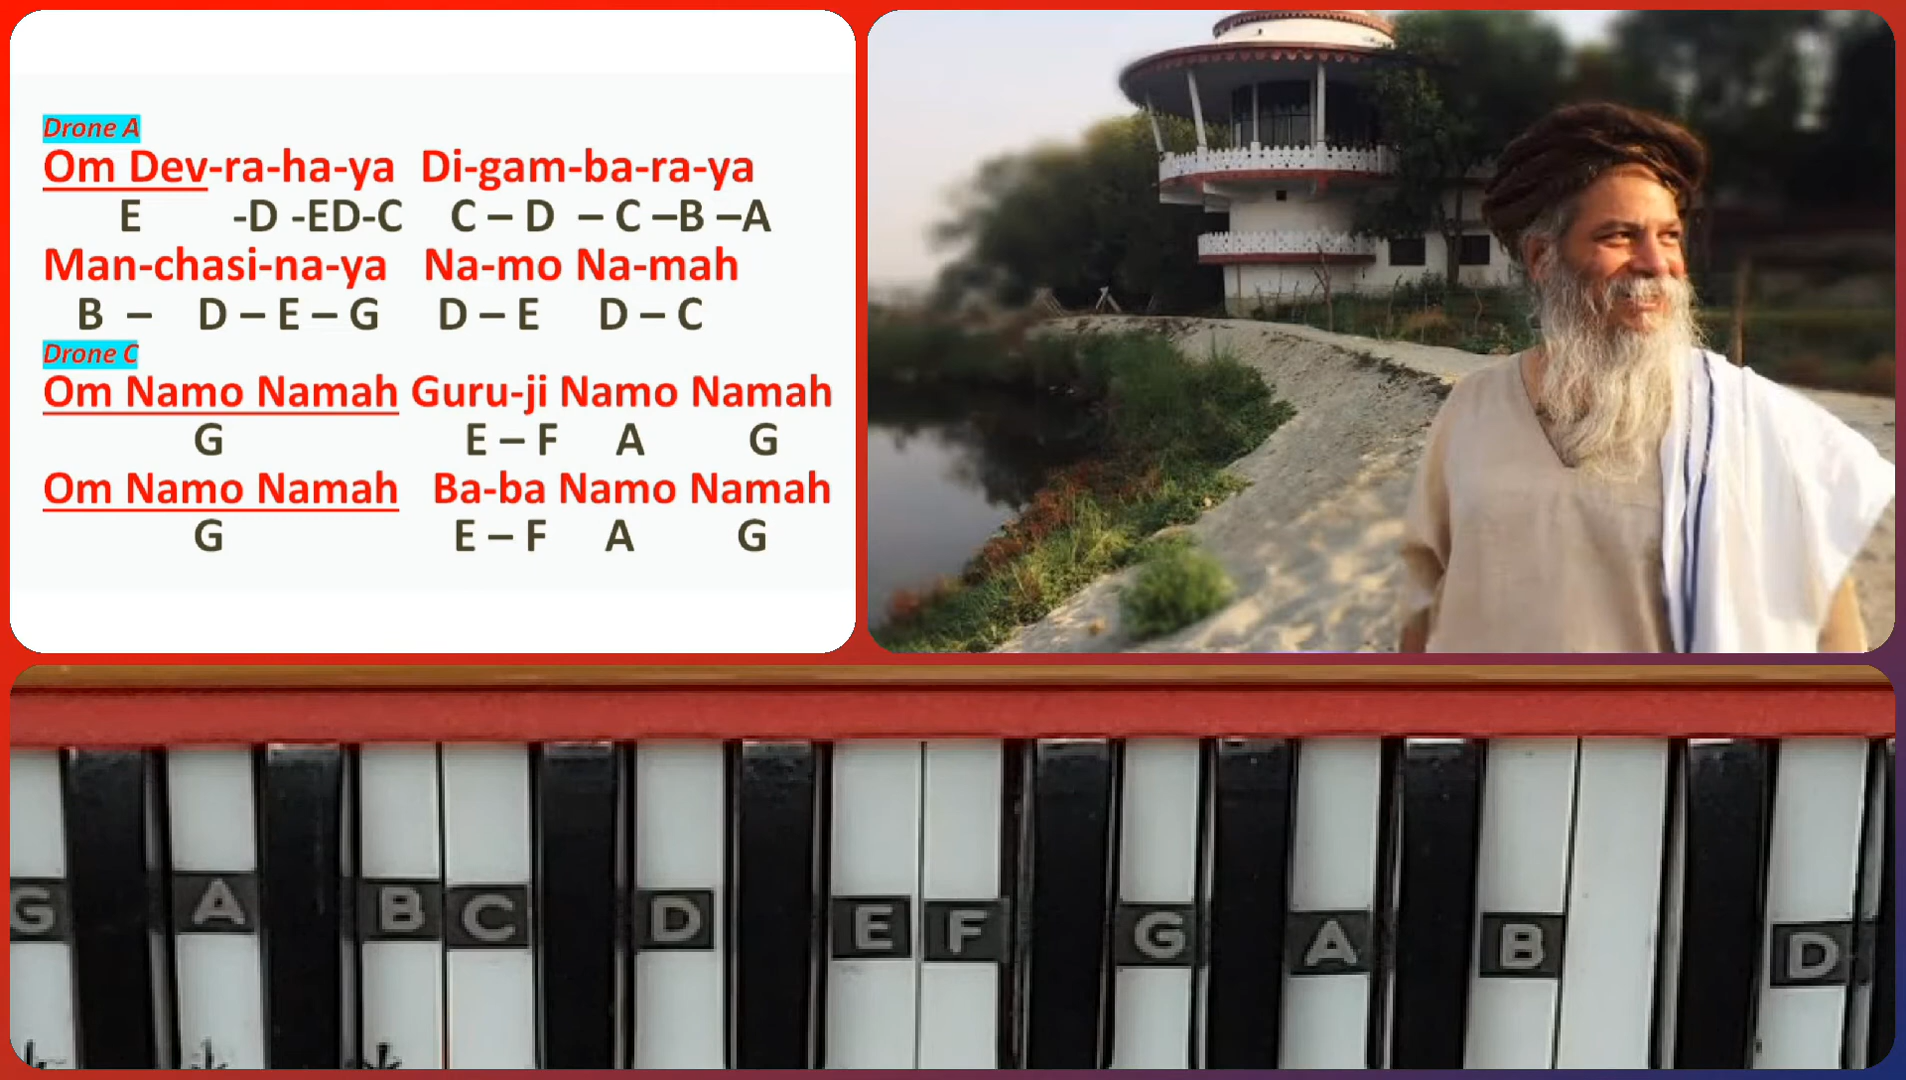 Drone A
Om Dev-ra-ha-ya Di-gam-ba-ra-ya
E -D -ED-C C – D – C –B –A
Man-chasi-na-ya Na-mo Na-mah
B – D – E – G D – E D – C
Drone C
Om Namo Namah Guru-ji Namo Namah
G E – F A G
Om Namo Namah Ba-ba Namo Namah
G E – F A G
G A B C D E F G A B D